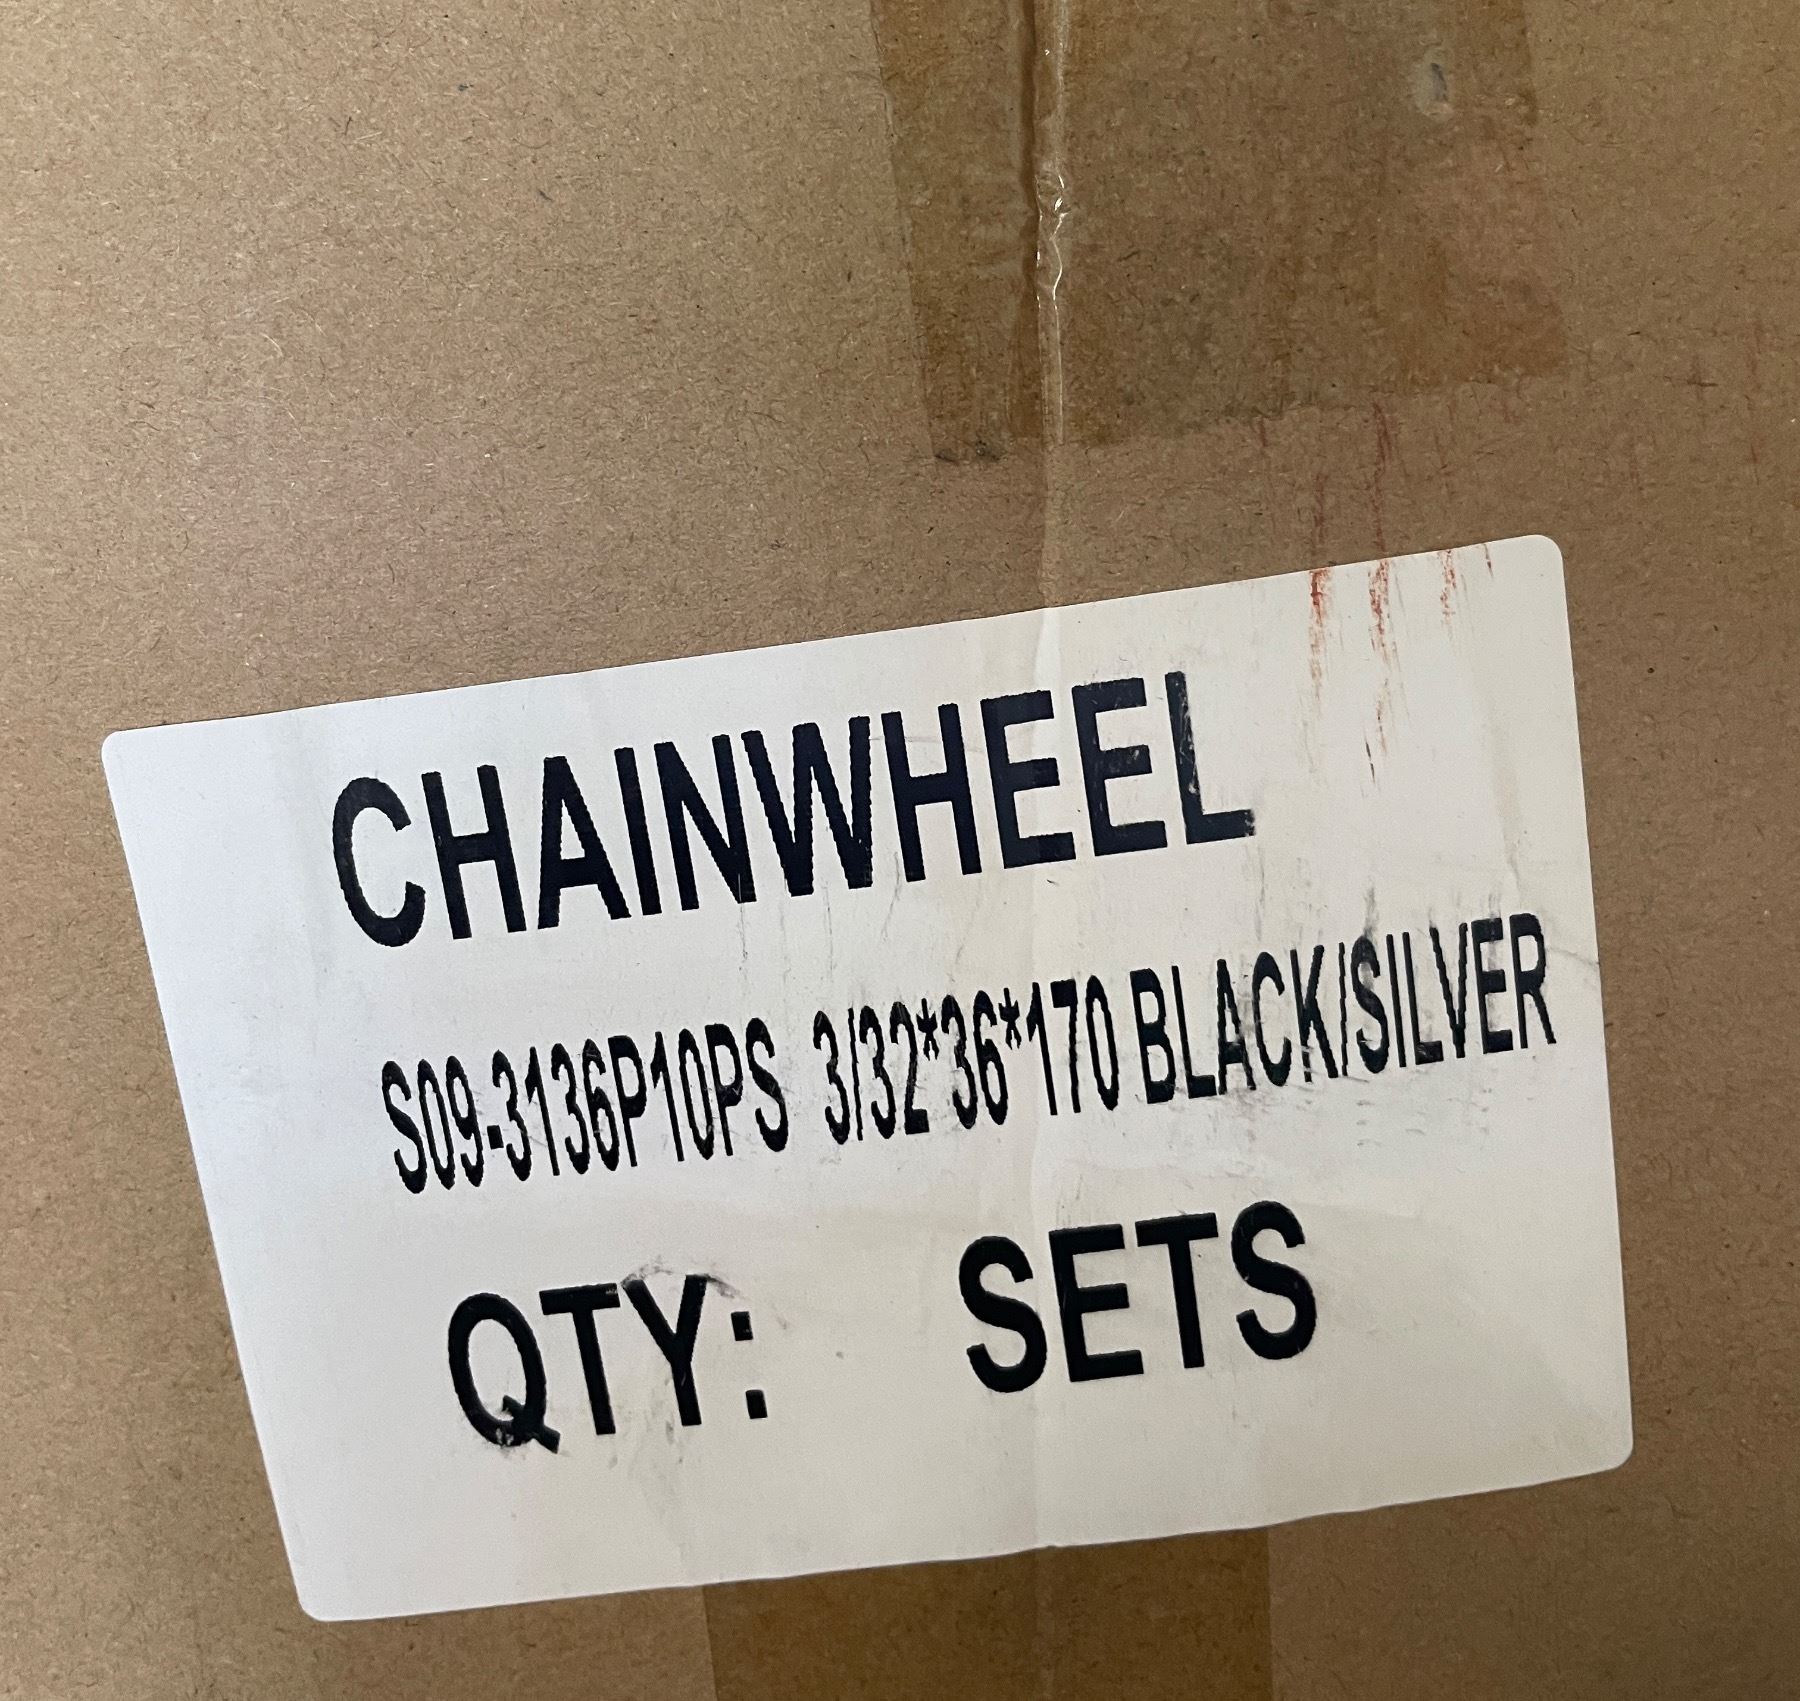 CHAINWHEEL
S09-3136P10PS 3/32*36*170 BLACK/SILVER
QTY: SETS